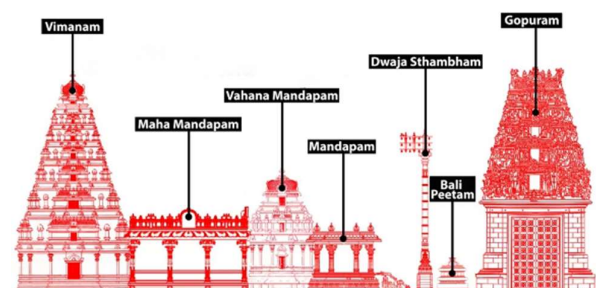 Vimanam
Maha Mandapam
Vahana Mandapam
Mandapam
Dwaja Sthambham
Bali
Peetam
Gopuram